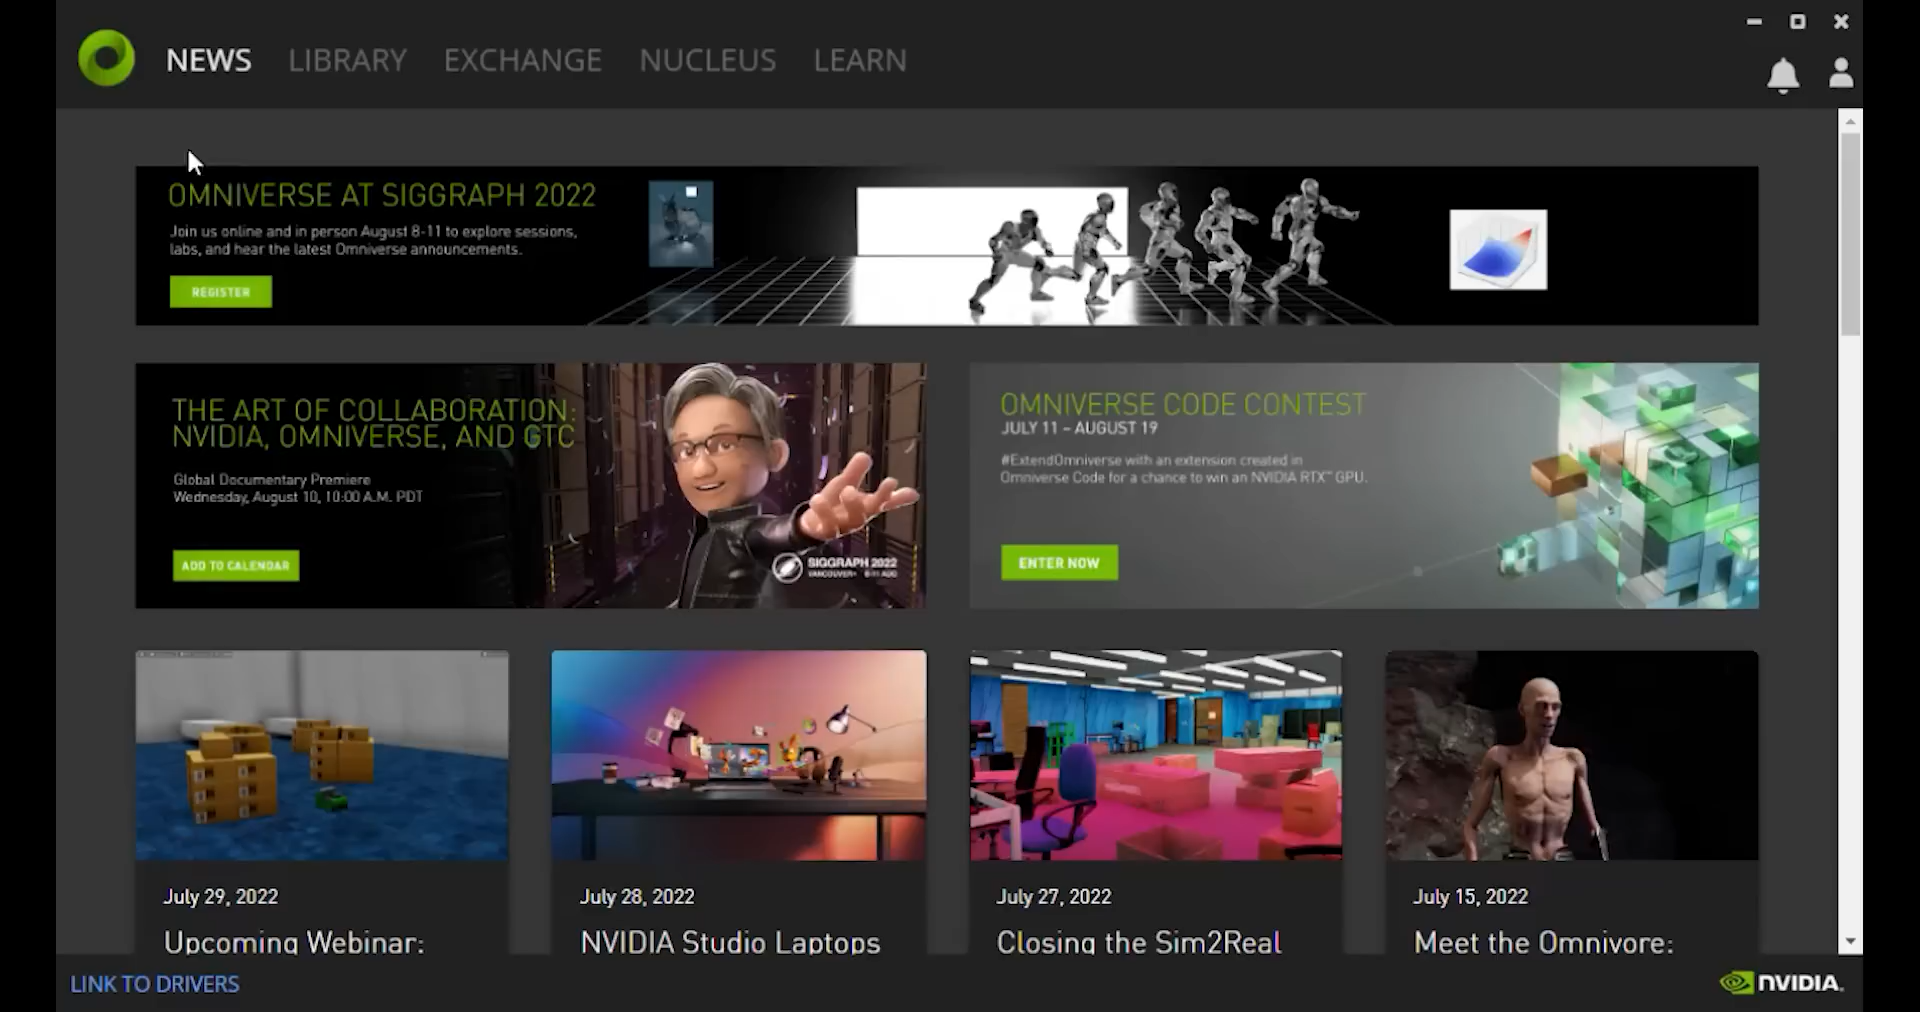 NEWS LIBRARY EXCHANGE NUCLEUS LEARN
OMNIVERSE AT SIGGRAPH 2022
Join us online and in person August 8-11 to explore sessions,
labs, and hear the latest Omniverse announcements.
REGISTER
THE ART OF COLLABORATION:
NVIDIA, OMNIVERSE, AND GTC
Global Documentary Premiere
Wednesday, August 10, 10:00 A.M. PDT
ADD TO CALENDAR
SIGGRAPH 2022
VANCOUVER+ 8-11 AUG
OMNIVERSE CODE CONTEST
JULY 11 – AUGUST 19
#ExtendOmniverse with an extension created in
Omniverse Code for a chance to win an NVIDIA RTX™ GPU.
ENTER NOW
July 29, 2022
Upcoming Webinar:
July 28, 2022
NVIDIA Studio Laptops
July 27, 2022
Closing the Sim2Real
July 15, 2022
Meet the Omnivore:
LINK TO DRIVERS
NVIDIA.